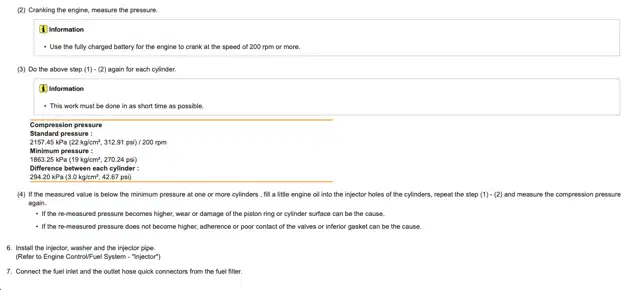 (2) Cranking the engine, measure the pressure.
Information
• Use the fully charged battery for the engine to crank at the speed of 200 rpm or more.
(3) Do the above step (1) - (2) again for each cylinder.
Information
• This work must be done in as short time as possible.
Compression pressure
Standard pressure :
2157.45 kPa (22 kg/cm², 312.91 psi) / 200 rpm
Minimum pressure :
1863.25 kPa (19 kg/cm², 270.24 psi)
Difference between each cylinder :
294.20 kPa (3.0 kg/cm², 42.67 psi)
(4) If the measured value is below the minimum pressure at one or more cylinders , fill a little engine oil into the injector holes of the cylinders, repeat the step (1) - (2) and measure the compression pressure
again.
• If the re-measured pressure becomes higher, wear or damage of the piston ring or cylinder surface can be the cause.
• If the re-measured pressure does not become higher, adherence or poor contact of the valves or inferior gasket can be the cause.
6. Install the injector, washer and the injector pipe.
(Refer to Engine Control/Fuel System - "Injector")
7. Connect the fuel inlet and the outlet hose quick connectors from the fuel filter.